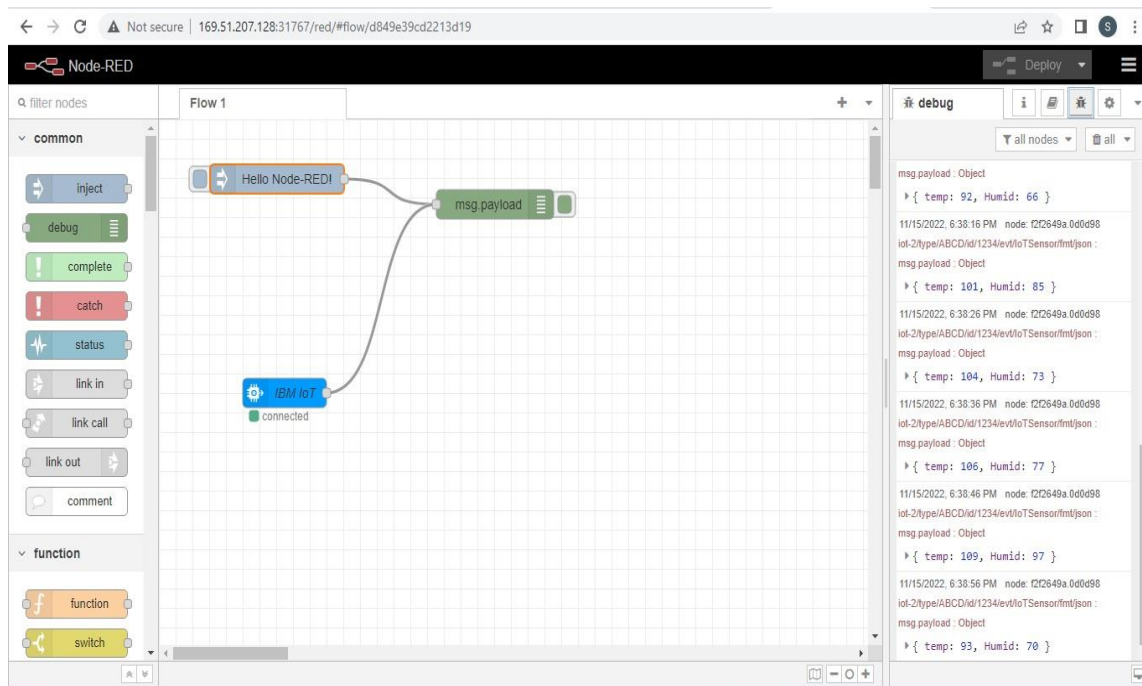 Not secure | 169.51.207.128:31767/red/#flow/d849e39cd2213d19
S
Node-RED
Deploy
filter nodes
Flow 1
debug
i
all nodes
all
common
inject
debug
complete
catch
status
link in
link call
link out
comment
function
function
switch
Hello Node-RED!
msg.payload
IBM IoT
connected
msg.payload : Object
{ temp: 92, Humid: 66 }
11/15/2022, 6:38:16 PM node: f2f2649a.0d0d98
iot-2/type/ABCD/id/1234/evt/IoTSensor/fmt/json :
msg.payload : Object
{ temp: 101, Humid: 85 }
11/15/2022, 6:38:26 PM node: f2f2649a.0d0d98
iot-2/type/ABCD/id/1234/evt/IoTSensor/fmt/json :
msg.payload : Object
{ temp: 104, Humid: 73 }
11/15/2022, 6:38:36 PM node: f2f2649a.0d0d98
iot-2/type/ABCD/id/1234/evt/IoTSensor/fmt/json :
msg.payload : Object
{ temp: 106, Humid: 77 }
11/15/2022, 6:38:46 PM node: f2f2649a.0d0d98
iot-2/type/ABCD/id/1234/evt/IoTSensor/fmt/json :
msg.payload : Object
{ temp: 109, Humid: 97 }
11/15/2022, 6:38:56 PM node: f2f2649a.0d0d98
iot-2/type/ABCD/id/1234/evt/IoTSensor/fmt/json :
msg.payload : Object
{ temp: 93, Humid: 70 }